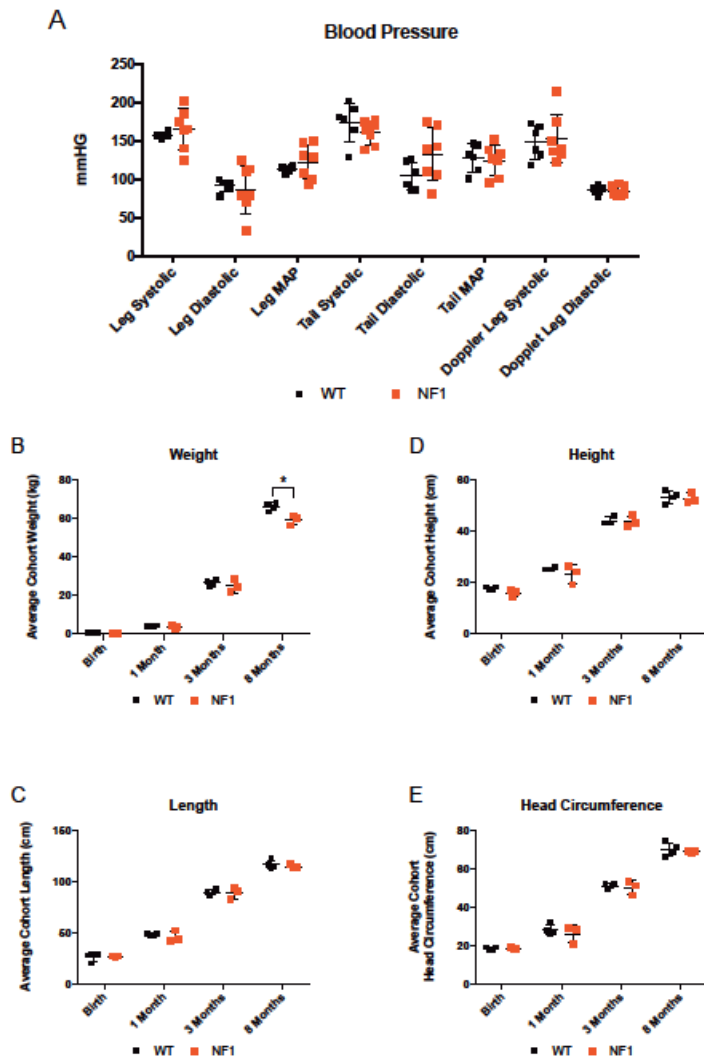 A
Blood Pressure
250
200
150
100
50
0
mmHG
Leg Systolic
Leg Diastolic
Leg MAP
Tail Systolic
Tail Diastolic
Tail MAP
Doppler Leg Systolic
Dopplet Leg Diastolic
WT
NF1
B
Weight
80
60
40
20
0
Average Cohort Weight (kg)
*
Birth
1 Month
3 Months
8 Months
WT
NF1
D
Height
60
40
20
0
Average Cohort Height (cm)
Birth
1 Month
3 Months
8 Months
WT
NF1
C
Length
150
100
50
0
Average Cohort Length (cm)
Birth
1 Month
3 Months
8 Months
WT
NF1
E
Head Circumference
80
60
40
20
0
Average Cohort
Head Circumference (cm)
Birth
1 Month
3 Months
8 Months
WT
NF1